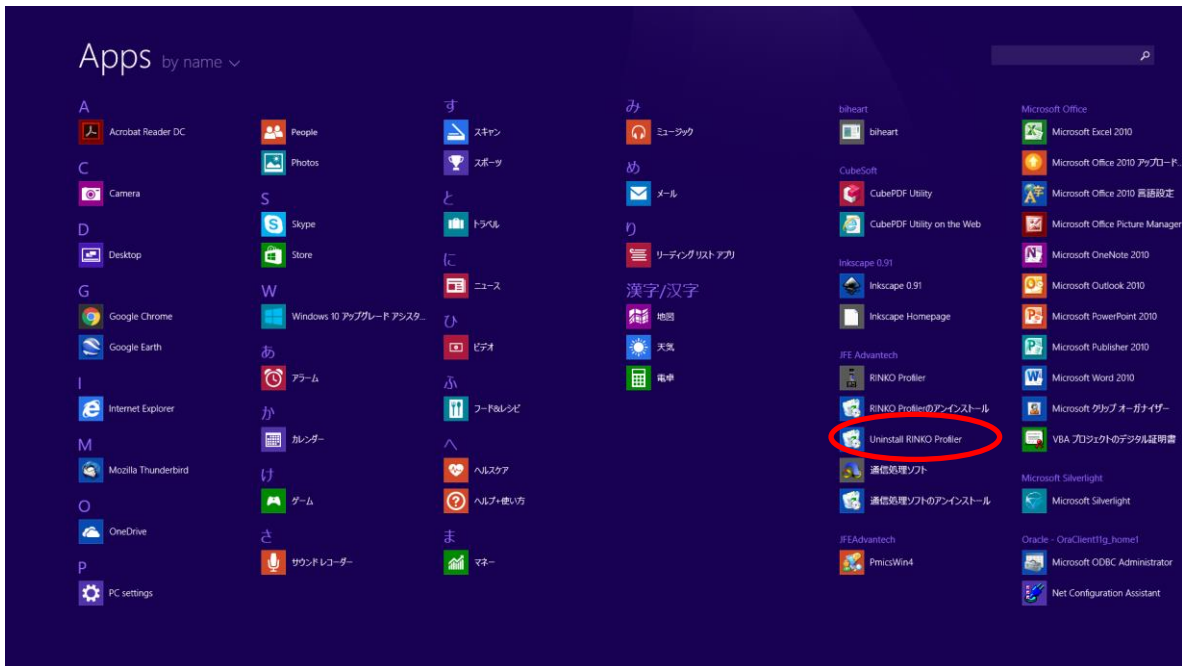 Apps by name
A
Acrobat Reader DC
C
Camera
D
Desktop
G
Google Chrome
Google Earth
I
Internet Explorer
M
Mozilla Thunderbird
O
OneDrive
P
PC settings
People
Photos
S
Skype
Store
W
Windows 10 アップグレード アシスタ...
あ
アラーム
か
カレンダー
け
ゲーム
さ
サウンド レコーダー
す
スキャン
スポーツ
と
トラベル
に
ニュース
ひ
ビデオ
ふ
フード&レシピ
へ
ヘルスケア
ヘルプ+使い方
ま
マネー
み
ミュージック
め
メール
り
リーディング リスト アプリ
漢字/汉字
地図
天気
電卓
biheart
biheart
CubeSoft
CubePDF Utility
CubePDF Utility on the Web
Inkscape 0.91
Inkscape 0.91
Inkscape Homepage
JFE Advantech
RINKO Profiler
RINKO Profilerのアンインストール
Uninstall RINKO Profiler
通信処理ソフト
通信処理ソフトのアンインストール
JFEAdvantech
PmicsWin4
Microsoft Office
Microsoft Excel 2010
Microsoft Office 2010 アップロード...
Microsoft Office 2010 言語設定
Microsoft Office Picture Manager
Microsoft OneNote 2010
Microsoft Outlook 2010
Microsoft PowerPoint 2010
Microsoft Publisher 2010
Microsoft Word 2010
Microsoft クリップ オーガナイザー
VBA プロジェクトのデジタル証明書
Microsoft Silverlight
Microsoft Silverlight
Oracle - OraClient11g_home1
Microsoft ODBC Administrator
Net Configuration Assistant